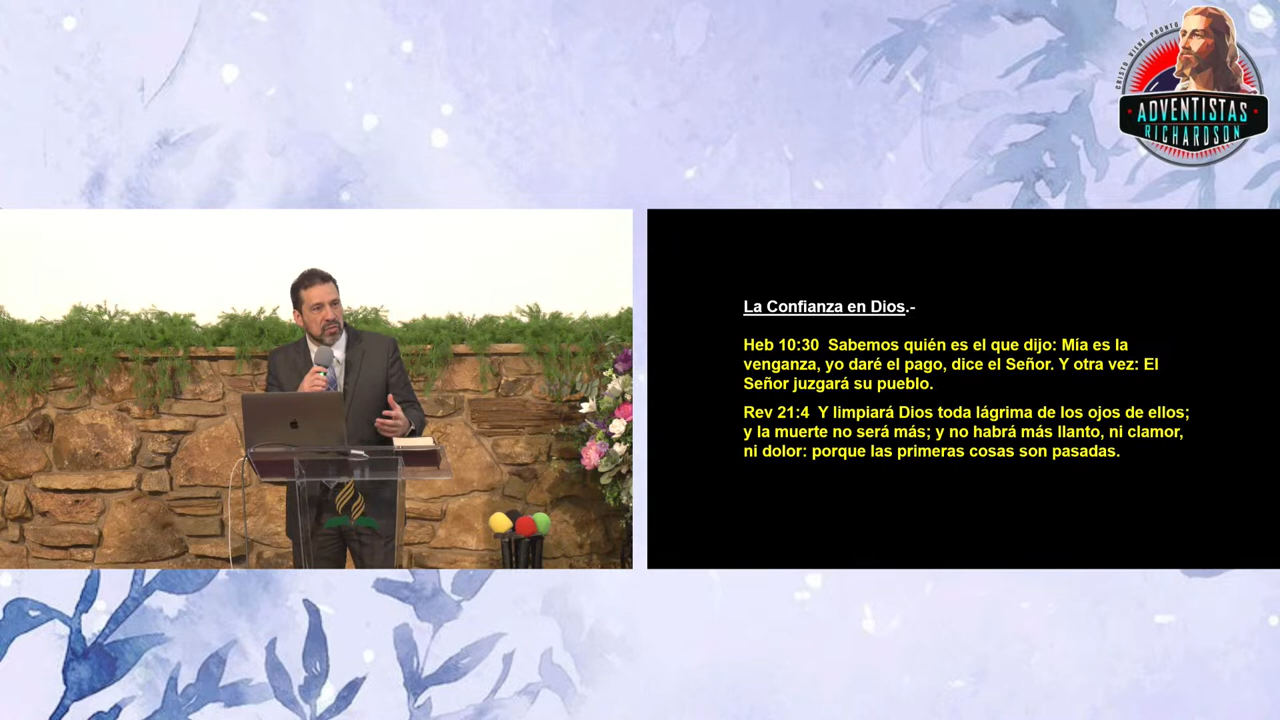 CRISTO VIENE PRONTO
ADVENTISTAS
RICHARDSON
La Confianza en Dios.-
Heb 10:30 Sabemos quién es el que dijo: Mía es la
venganza, yo daré el pago, dice el Señor. Y otra vez: El
Señor juzgará su pueblo.
Rev 21:4 Y limpiará Dios toda lágrima de los ojos de ellos;
y la muerte no será más; y no habrá más llanto, ni clamor,
ni dolor: porque las primeras cosas son pasadas.